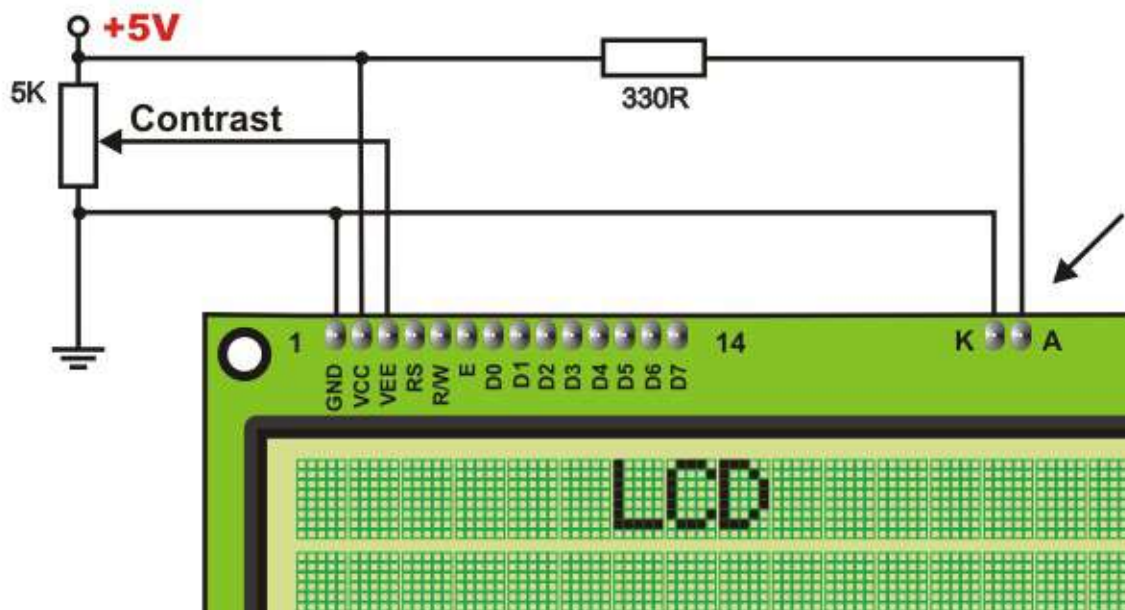 +5V
5K
330R
Contrast
1
14
K
A
GND
VCC
VEE
RS
R/W
E
D0
D1
D2
D3
D4
D5
D6
D7
LCD